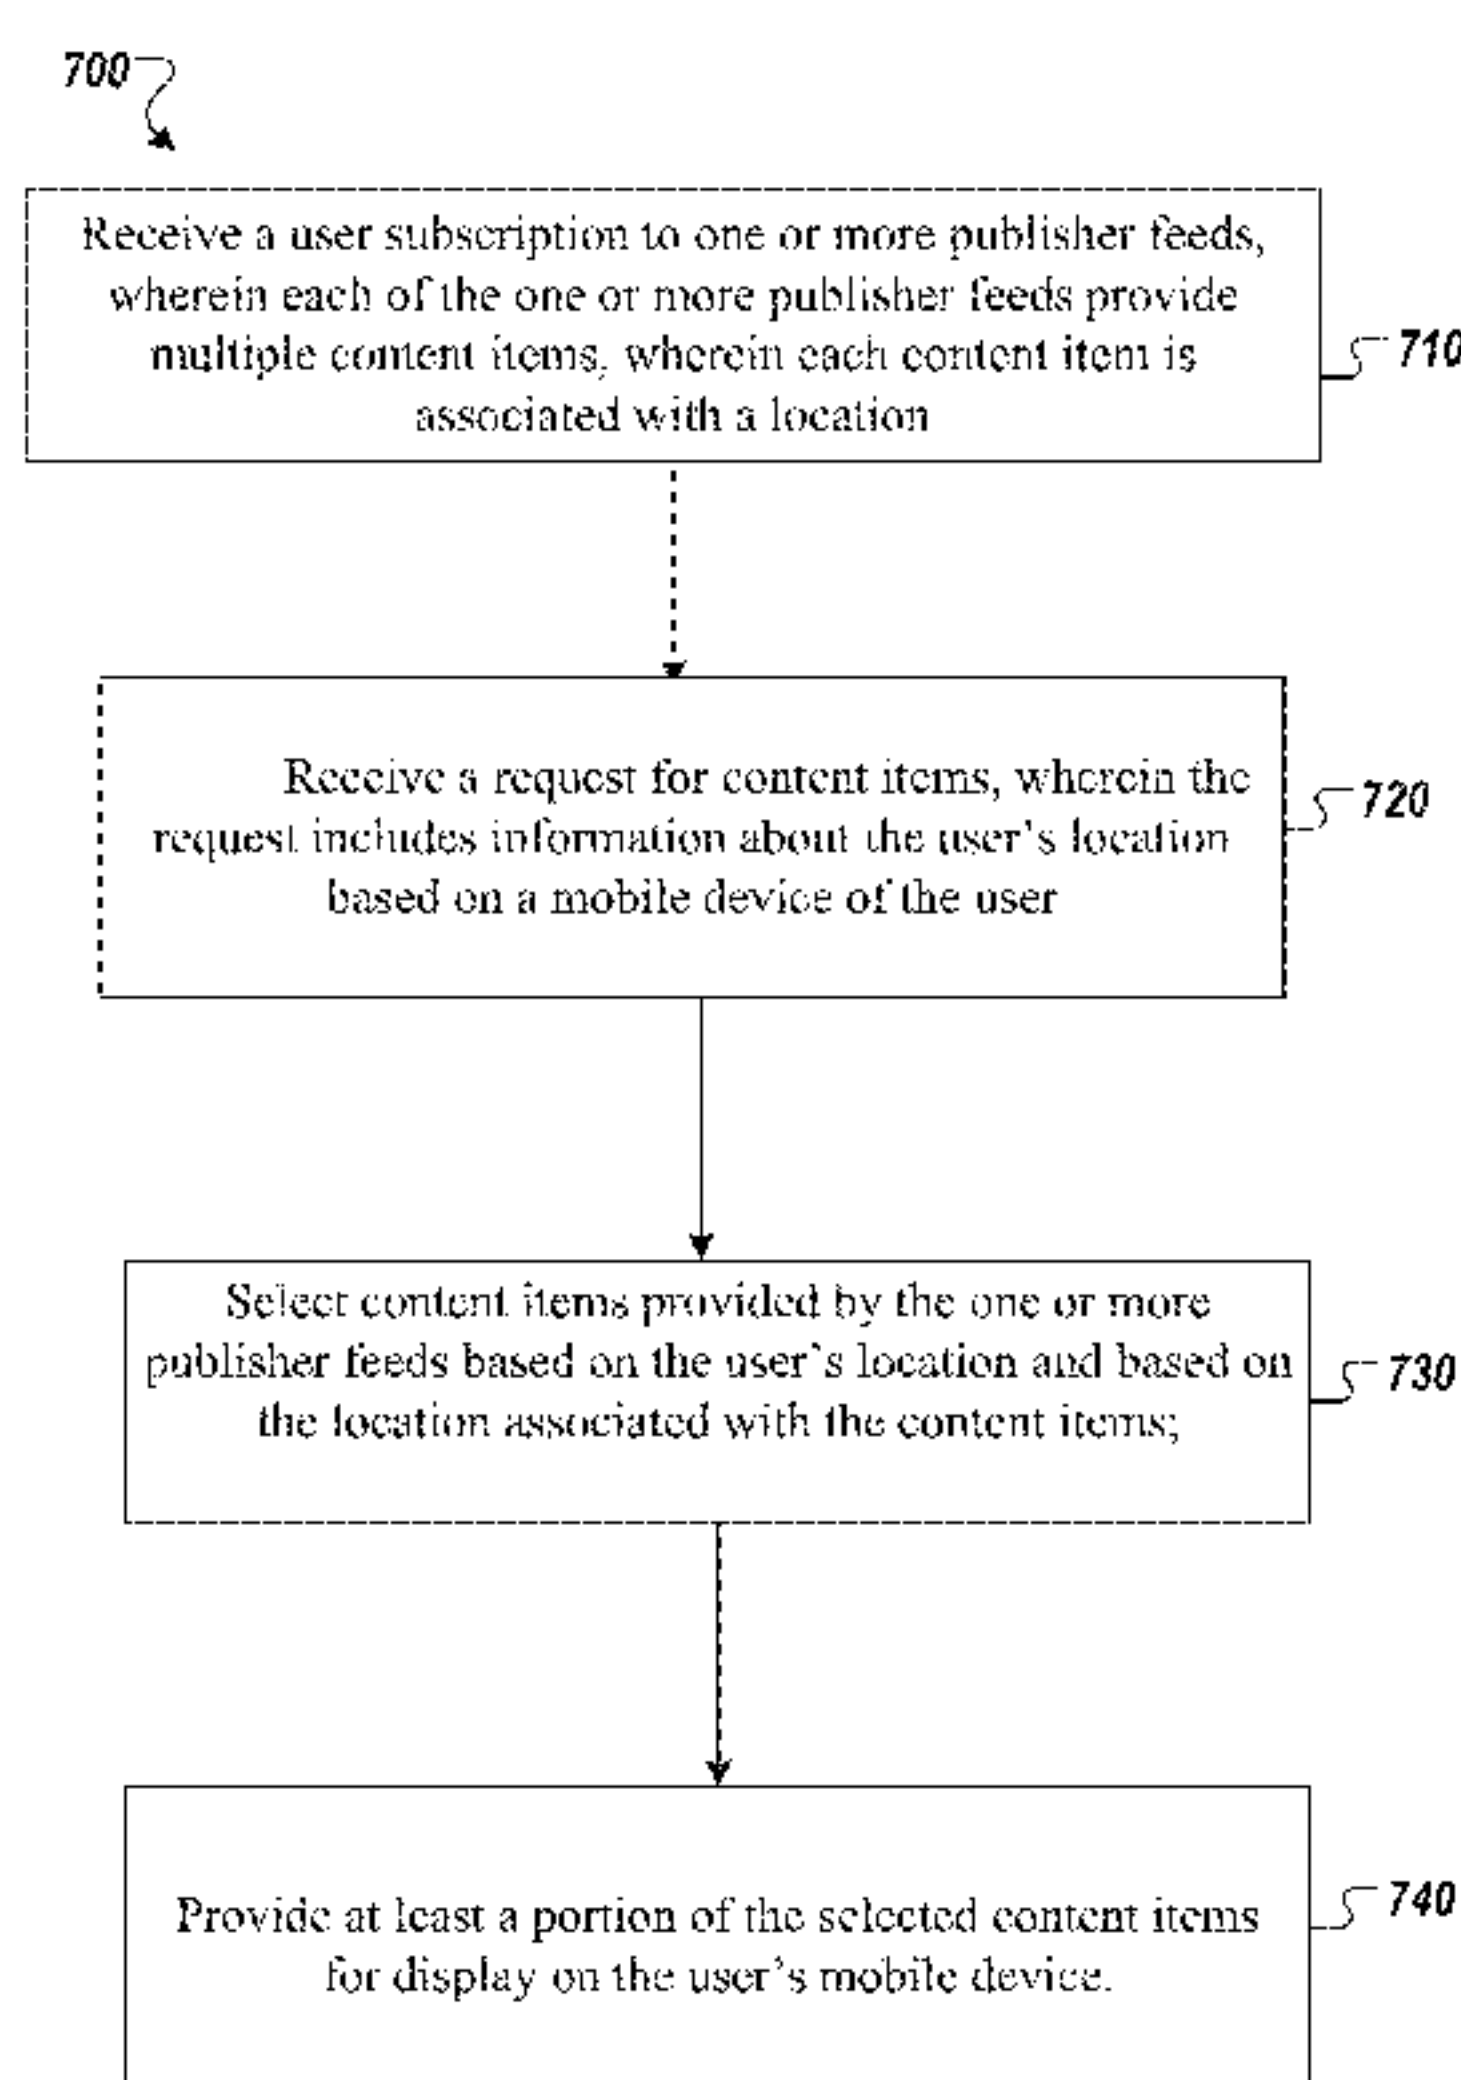 700
Receive a user subscription to one or more publisher feeds,
wherein each of the one or more publisher feeds provide
multiple content items, wherein each content item is
associated with a location
710
Receive a request for content items, wherein the
request includes information about the user's location
based on a mobile device of the user
720
Select content items provided by the one or more
publisher feeds based on the user's location and based on
the location associated with the content items;
730
Provide at least a portion of the selected content items
for display on the user's mobile device.
740